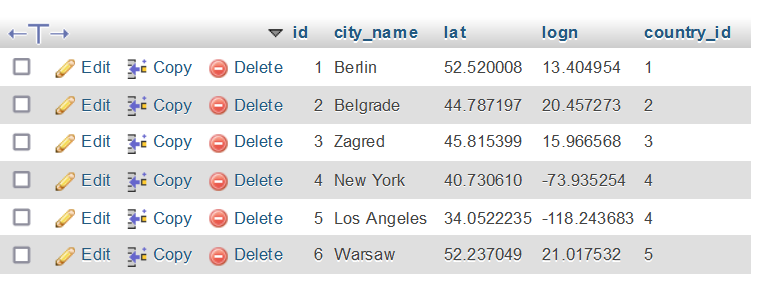 id city_name lat logn country_id
Edit Copy Delete 1 Berlin 52.520008 13.404954 1
Edit Copy Delete 2 Belgrade 44.787197 20.457273 2
Edit Copy Delete 3 Zagred 45.815399 15.966568 3
Edit Copy Delete 4 New York 40.730610 -73.935254 4
Edit Copy Delete 5 Los Angeles 34.0522235 -118.243683 4
Edit Copy Delete 6 Warsaw 52.237049 21.017532 5